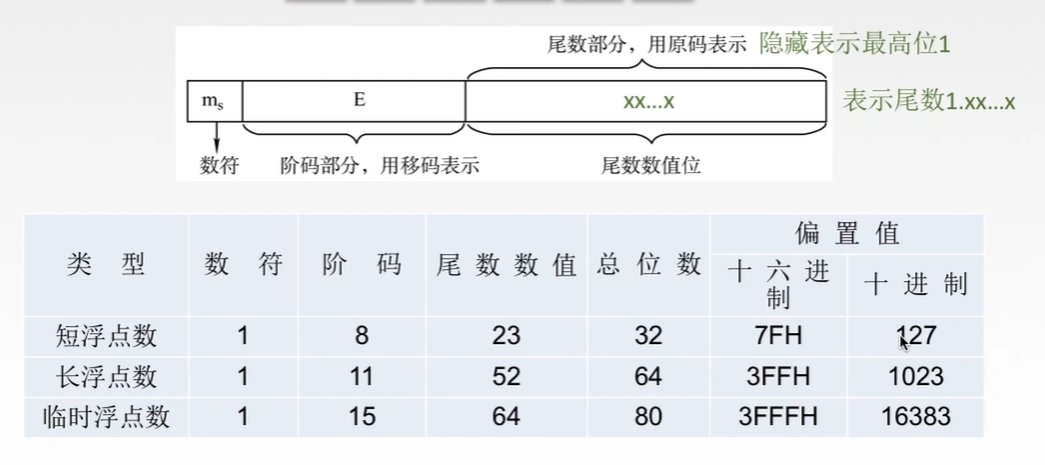 尾数部分，用原码表示 隐藏表示最高位1
mₛ E xx...x 表示尾数1.xx...x
数符 阶码部分，用移码表示 尾数数值位
类 型 数 符 阶 码 尾 数 数 值 总 位 数 偏 置 值
十 六 进 制 十 进 制
短浮点数 1 8 23 32 7FH 127
长浮点数 1 11 52 64 3FFH 1023
临时浮点数 1 15 64 80 3FFFH 16383